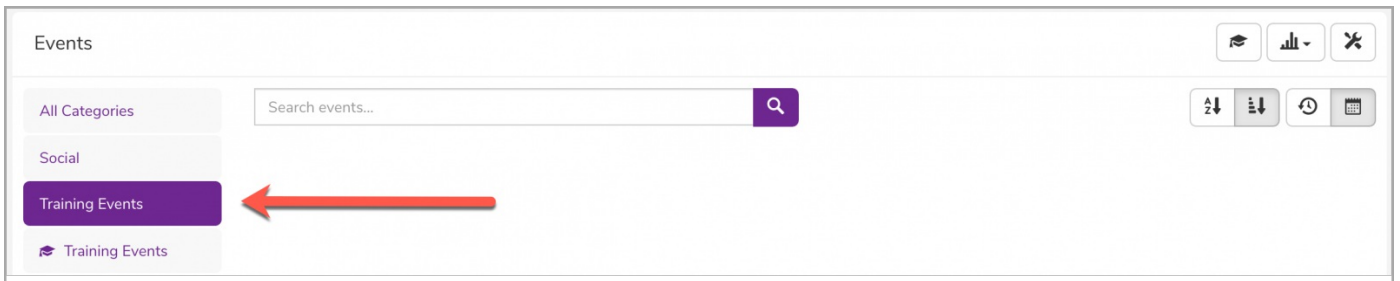 Events
All Categories
Search events...
Social
Training Events
Training Events